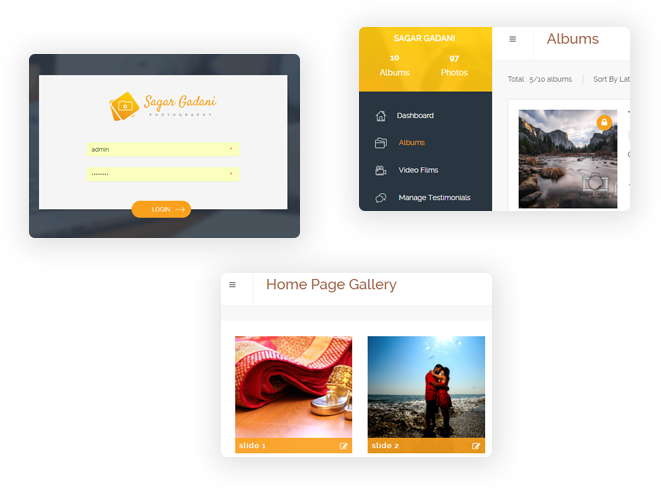 Sagar Gadani
PHOTOGRAPHY
admin
LOGIN
SAGAR GADANI
10
97
Albums
Photos
Dashboard
Albums
Video Films
Manage Testimonials
Albums
Total : 5/10 albums
Sort By Lat
Home Page Gallery
slide 1
slide 2